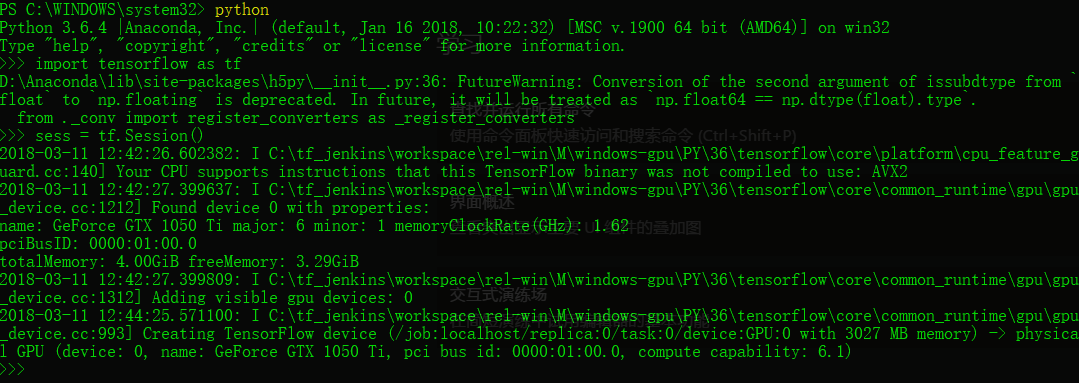 PS C:\WINDOWS\system32> python
Python 3.6.4 |Anaconda, Inc.| (default, Jan 16 2018, 10:22:32) [MSC v.1900 64 bit (AMD64)] on win32
Type "help", "copyright", "credits" or "license" for more information.
>>> import tensorflow as tf
D:\Anaconda\lib\site-packages\h5py\__init__.py:36: FutureWarning: Conversion of the second argument of issubdtype from `
float` to `np.floating` is deprecated. In future, it will be treated as `np.float64 == np.dtype(float).type`.
  from ._conv import register_converters as _register_converters
使用命令面板快速访问和搜索命令 (Ctrl+Shift+P)
>>> sess = tf.Session()
2018-03-11 12:42:26.602382: I C:\tf_jenkins\workspace\rel-win\M\windows-gpu\PY\36\tensorflow\core\platform\cpu_feature_g
uard.cc:140] Your CPU supports instructions that this TensorFlow binary was not compiled to use: AVX2
2018-03-11 12:42:27.399637: I C:\tf_jenkins\workspace\rel-win\M\windows-gpu\PY\36\tensorflow\core\common_runtime\gpu\gpu
界面概述
_device.cc:1212] Found device 0 with properties:
name: GeForce GTX 1050 Ti major: 6 minor: 1 memoryClockRate(GHz): 1.62
件的叠加图
pciBusID: 0000:01:00.0
totalMemory: 4.00GiB freeMemory: 3.29GiB
2018-03-11 12:42:27.399809: I C:\tf_jenkins\workspace\rel-win\M\windows-gpu\PY\36\tensorflow\core\common_runtime\gpu\gpu
交互式演练场
_device.cc:1312] Adding visible gpu devices: 0
2018-03-11 12:44:25.571100: I C:\tf_jenkins\workspace\rel-win\M\windows-gpu\PY\36\tensorflow\core\common_runtime\gpu\gpu
_device.cc:993] Creating TensorFlow device (/job:localhost/replica:0/task:0/device:GPU:0 with 3027 MB memory) -> physica
l GPU (device: 0, name: GeForce GTX 1050 Ti, pci bus id: 0000:01:00.0, compute capability: 6.1)
>>>